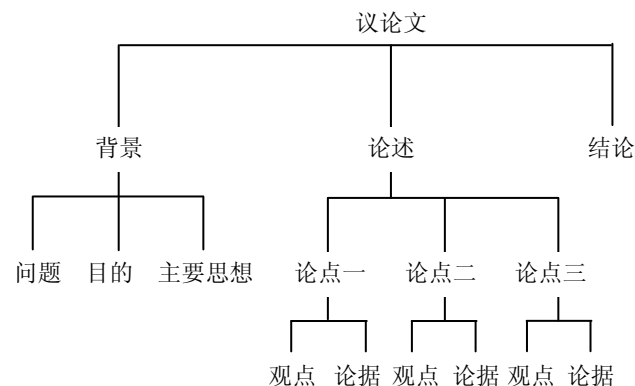 议论文
背景 论述 结论
问题 目的 主要思想 论点一 论点二 论点三
观点 论据 观点 论据 观点 论据